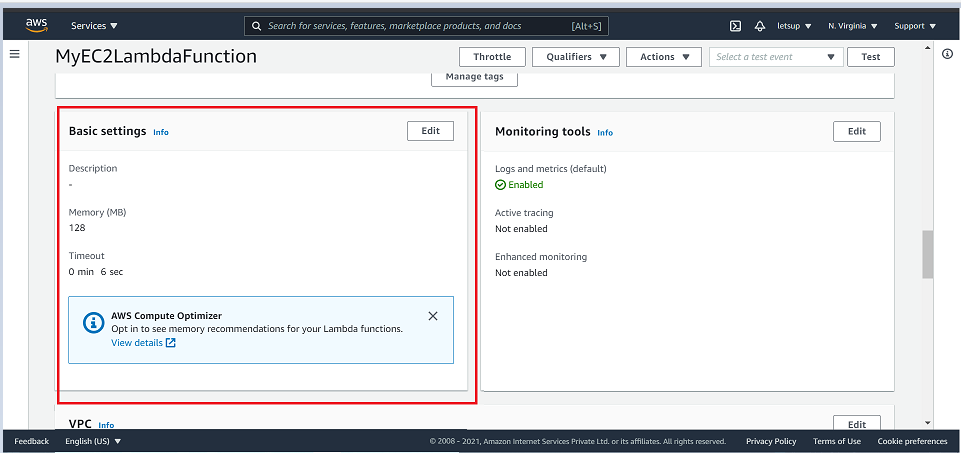 aws Services Search for services, features, marketplace products, and docs [Alt+S] letsup N. Virginia Support
MyEC2LambdaFunction Throttle Qualifiers Actions Select a test event Test
Manage tags
Basic settings Info Edit
Description
-
Memory (MB)
128
Timeout
0 min 6 sec
AWS Compute Optimizer
Opt in to see memory recommendations for your Lambda functions.
View details
Monitoring tools Info Edit
Logs and metrics (default)
Enabled
Active tracing
Not enabled
Enhanced monitoring
Not enabled
VPC Info Edit
Feedback English (US) © 2008 - 2021, Amazon Internet Services Private Ltd. or its affiliates. All rights reserved. Privacy Policy Terms of Use Cookie preferences